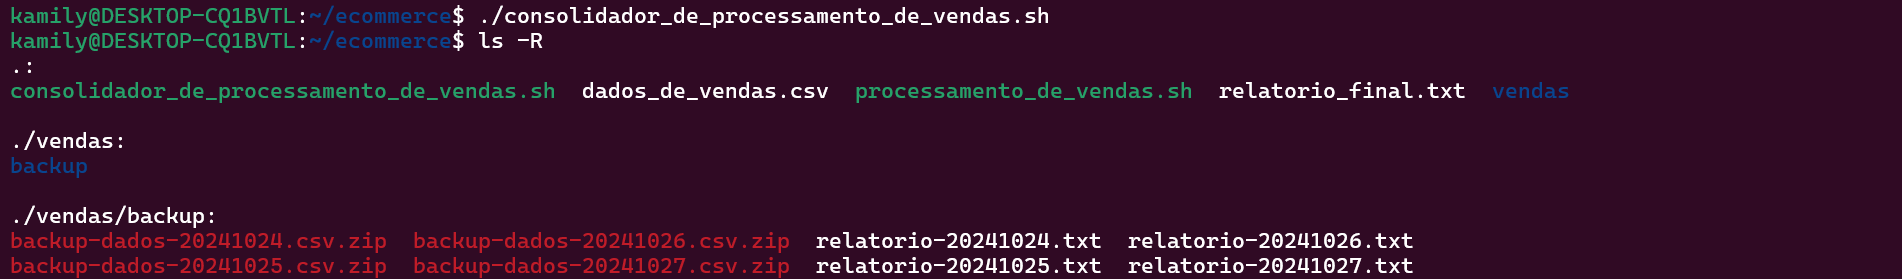 kamily@DESKTOP-CQ1BVTL:~/ecommerce$ ./consolidador_de_processamento_de_vendas.sh
kamily@DESKTOP-CQ1BVTL:~/ecommerce$ ls -R
.:
consolidador_de_processamento_de_vendas.sh  dados_de_vendas.csv  processamento_de_vendas.sh  relatorio_final.txt  vendas
./vendas:
backup
./vendas/backup:
backup-dados-20241024.csv.zip  backup-dados-20241026.csv.zip  relatorio-20241024.txt  relatorio-20241026.txt
backup-dados-20241025.csv.zip  backup-dados-20241027.csv.zip  relatorio-20241025.txt  relatorio-20241027.txt